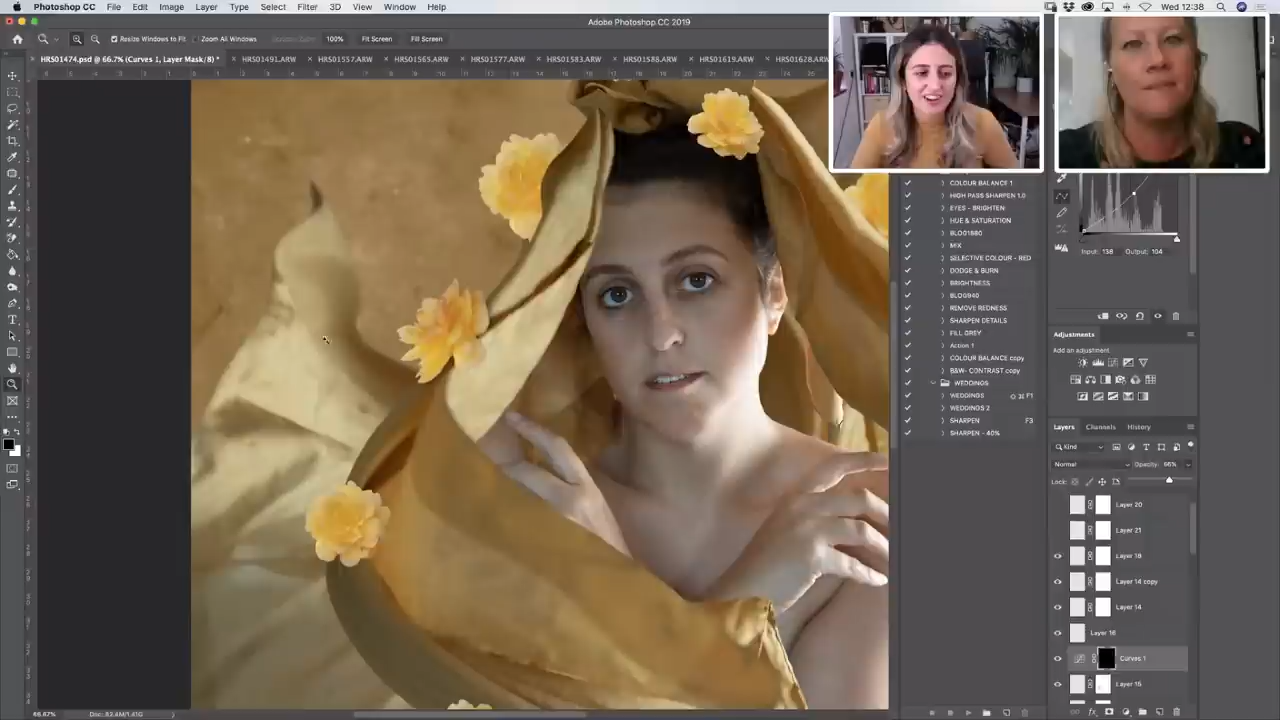 Photoshop CC File Edit Image Layer Type Select Filter 3D View Window Help
Wed 12:38
Adobe Photoshop CC 2019
Resize Windows to Fit Zoom All Windows 100% Fit Screen Fill Screen
HRS01474.psd @ 66.7% (Curves 1, Layer Mask/8) * HRS01491.ARW HRS01557.ARW HRS01565.ARW HRS01577.ARW HRS01583.ARW HRS01588.ARW HRS01619.ARW HRS01628.ARW
COLOUR BALANCE 1
HIGH PASS SHARPEN 1.0
EYES - BRIGHTEN
HUE & SATURATION
BLOG1880
MIX
SELECTIVE COLOUR - RED
DODGE & BURN
BRIGHTNESS
BLOG940
REMOVE REDNESS
SHARPEN DETAILS
FILL GREY
Action 1
COLOUR BALANCE copy
B&W- CONTRAST copy
WEDDINGS
WEDDINGS F1
WEDDINGS 2
SHARPEN F3
SHARPEN - 40%
Input: 138 Output: 104
Adjustments
Add an adjustment
Layers Channels History
Kind
Normal Opacity: 66%
Lock:
Layer 20
Layer 21
Layer 19
Layer 14 copy
Layer 14
Layer 16
Curves 1
Layer 15
66.67% Doc: 82.4M/1.41G